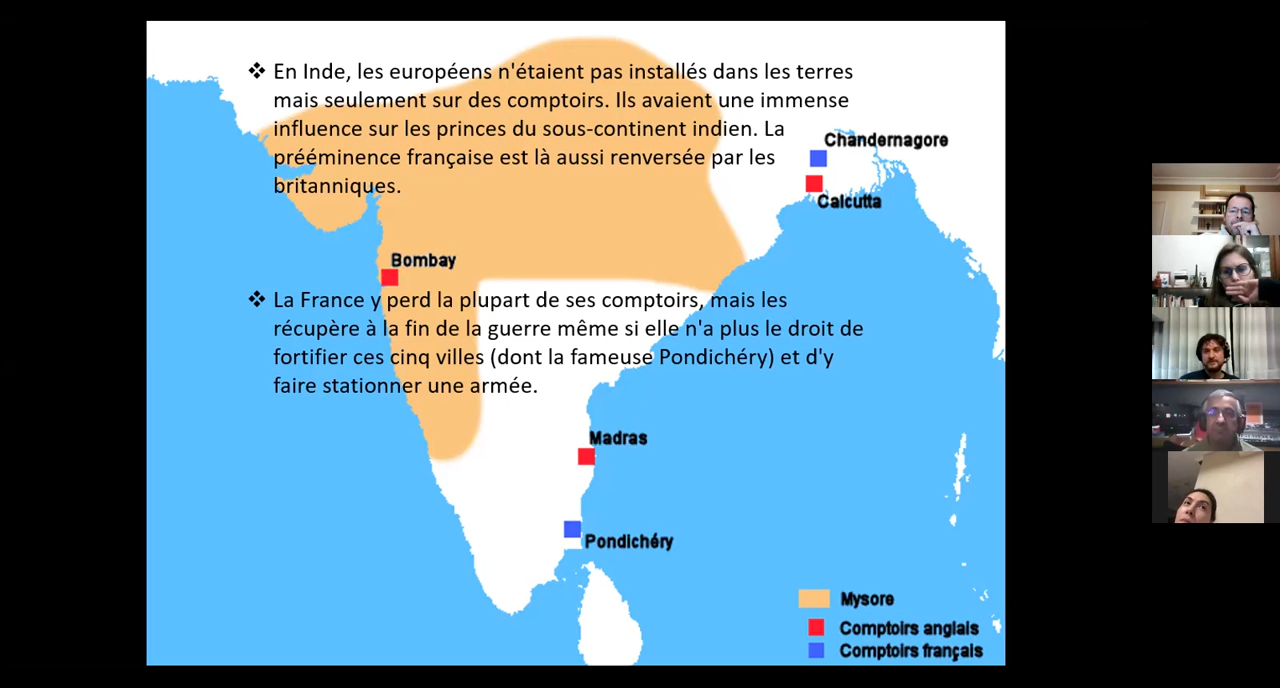 ❖ En Inde, les européens n'étaient pas installés dans les terres
mais seulement sur des comptoirs. Ils avaient une immense
influence sur les princes du sous-continent indien. La
prééminence française est là aussi renversée par les
britanniques.
Chandernagore
Calcutta
Bombay
❖ La France y perd la plupart de ses comptoirs, mais les
récupère à la fin de la guerre même si elle n'a plus le droit de
fortifier ces cinq villes (dont la fameuse Pondichéry) et d'y
faire stationner une armée.
Madras
Pondichéry
Mysore
Comptoirs anglais
Comptoirs français